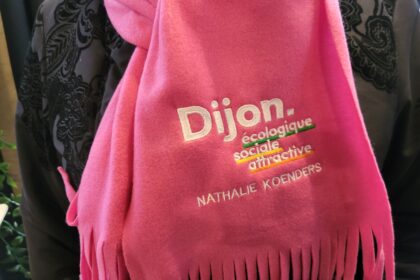 Dijon.
écologique
sociale
attractive
NATHALIE KOENDERS